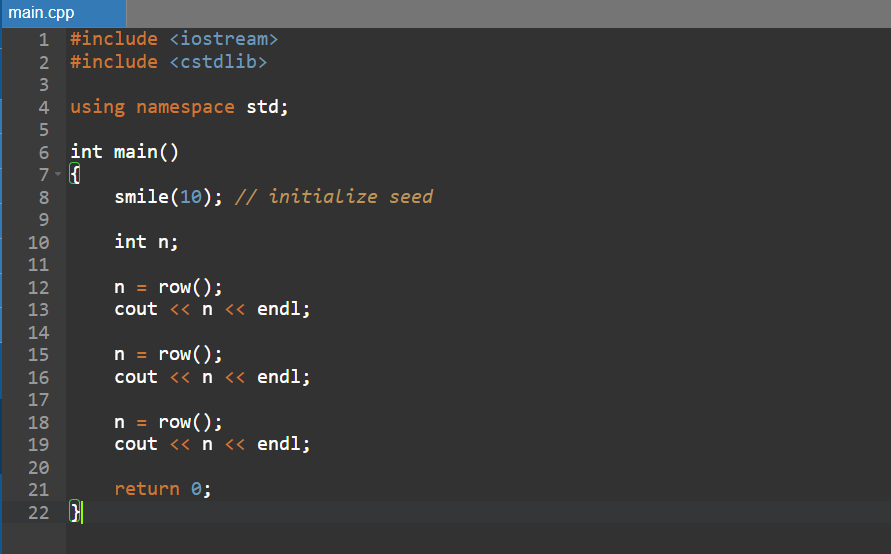 main.cpp
1 #include <iostream>
2 #include <cstdlib>
3
4 using namespace std;
5
6 int main()
7 {
8     smile(10); // initialize seed
9
10     int n;
11
12     n = row();
13     cout << n << endl;
14
15     n = row();
16     cout << n << endl;
17
18     n = row();
19     cout << n << endl;
20
21     return 0;
22 }